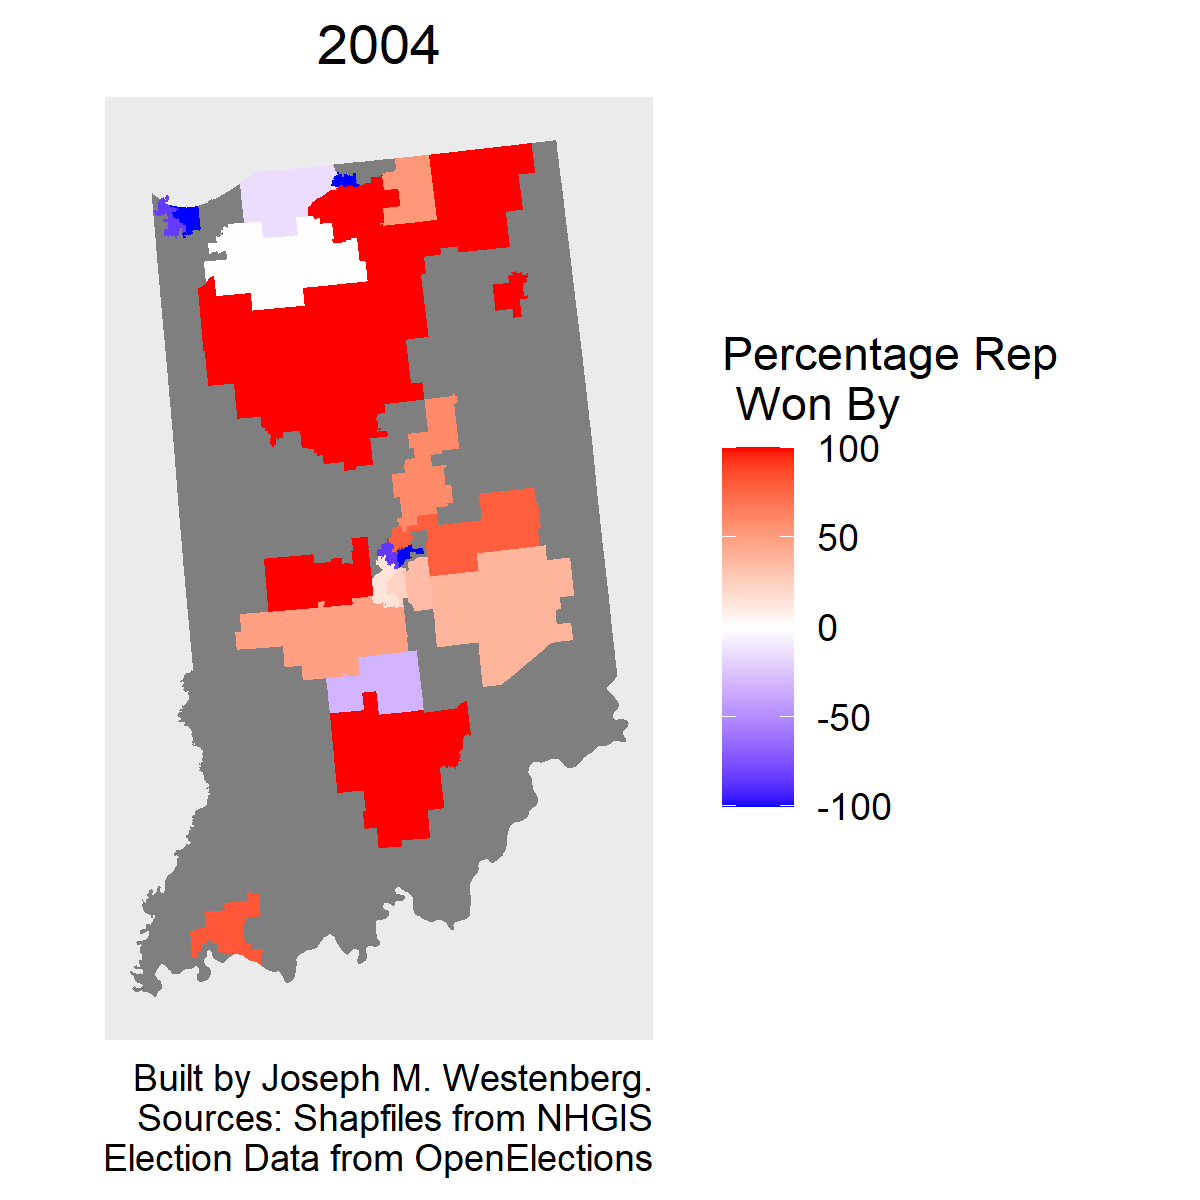 2004
Percentage Rep
Won By
100
50
0
-50
-100
Built by Joseph M. Westenberg.
Sources: Shapfiles from NHGIS
Election Data from OpenElections